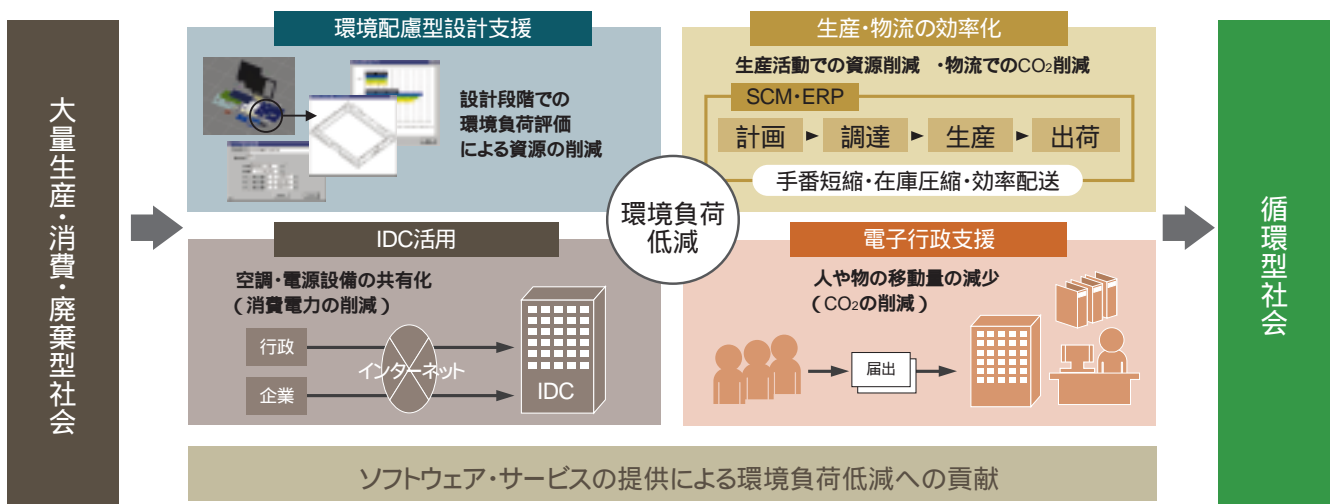 大量生産・消費・廃棄型社会
環境配慮型設計支援
設計段階での
環境負荷評価
による資源の削減
生産・物流の効率化
生産活動での資源削減 ・物流でのCO₂削減
SCM・ERP
計画
調達
生産
出荷
手番短縮・在庫圧縮・効率配送
環境負荷
低減
IDC活用
空調・電源設備の共有化
（消費電力の削減）
行政
企業
インターネット
IDC
電子行政支援
人や物の移動量の減少
（CO₂の削減）
届出
循環型社会
ソフトウェア・サービスの提供による環境負荷低減への貢献